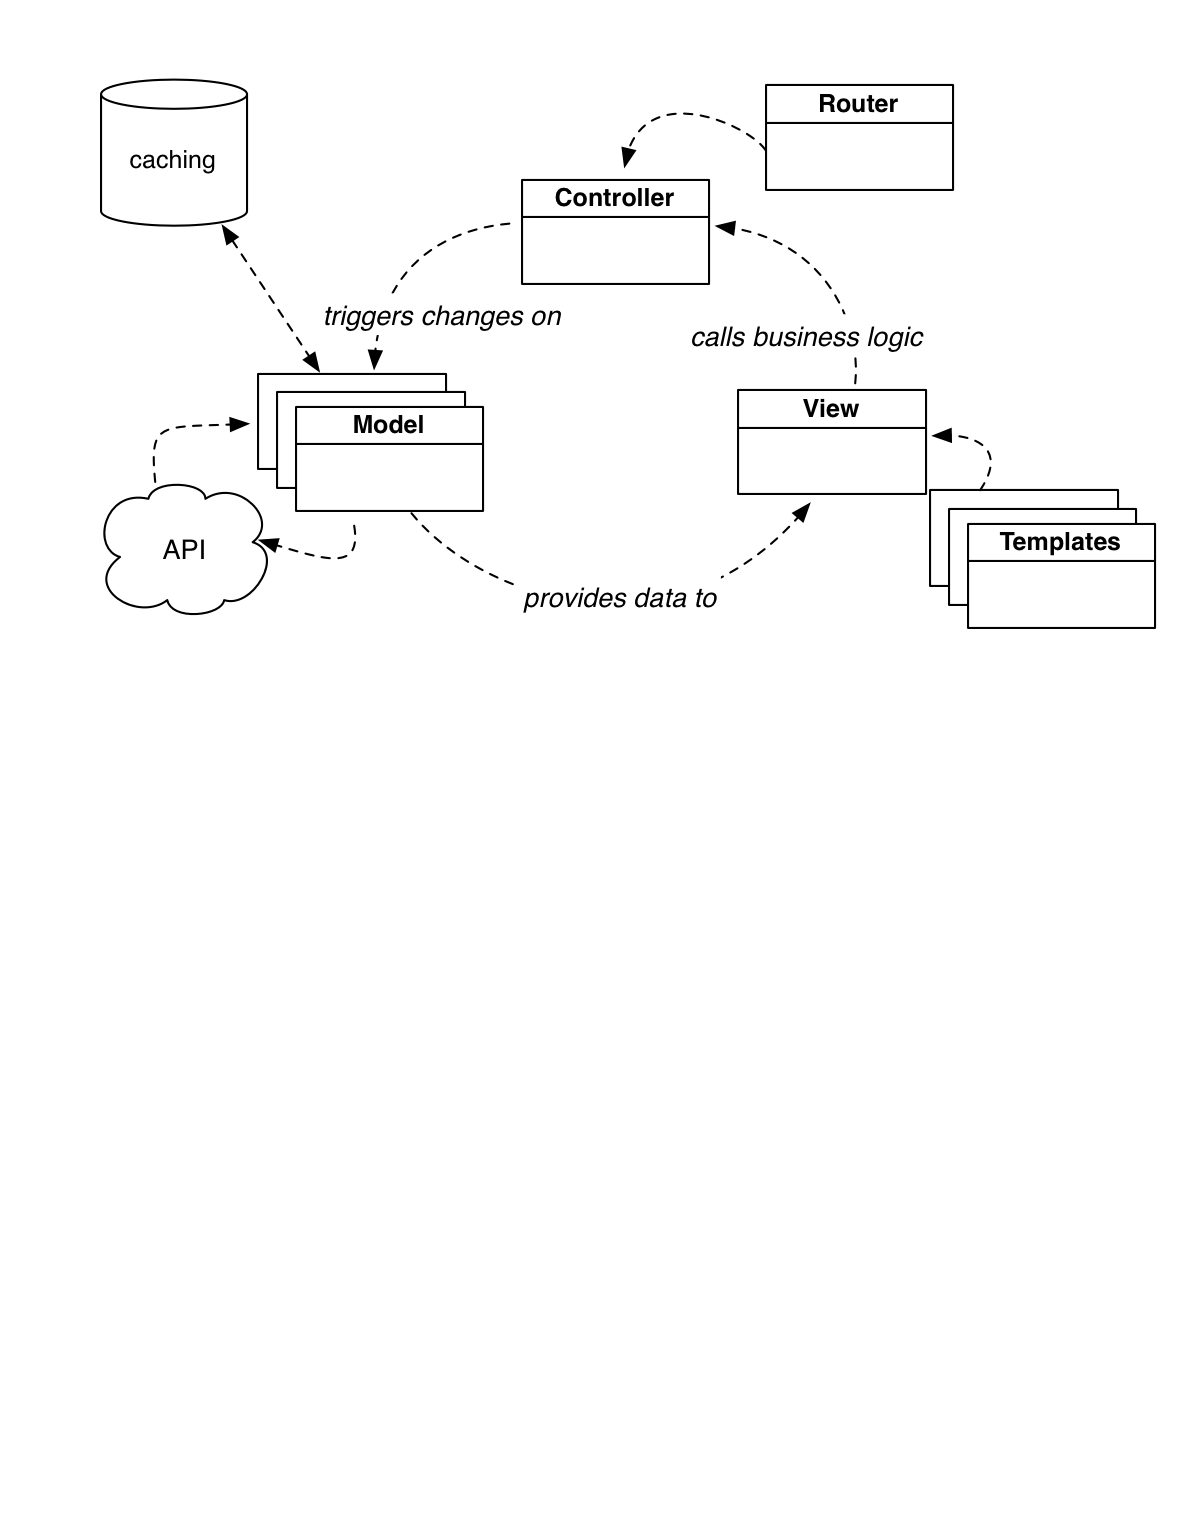 Router
caching
Controller
triggers changes on
calls business logic
View
Model
Templates
API
provides data to